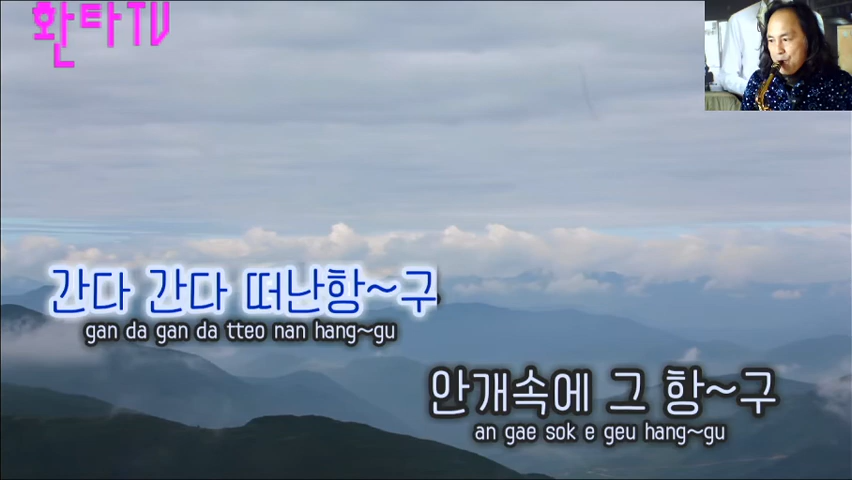 환타TV
간다 간다 떠난항~구
gan da gan da tteo nan hang~gu
안개속에 그 항~구
an gae sok e geu hang~gu